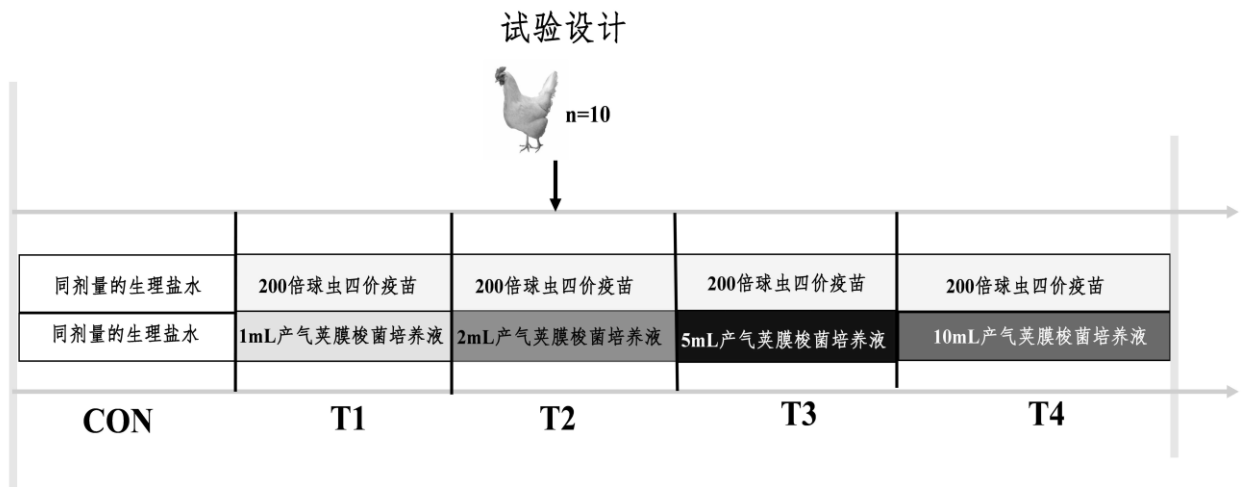 试验设计
n=10
同剂量的生理盐水 200倍球虫四价疫苗 200倍球虫四价疫苗 200倍球虫四价疫苗 200倍球虫四价疫苗
同剂量的生理盐水 1mL产气荚膜梭菌培养液 2mL产气荚膜梭菌培养液 5mL产气荚膜梭菌培养液 10mL产气荚膜梭菌培养液
CON T1 T2 T3 T4